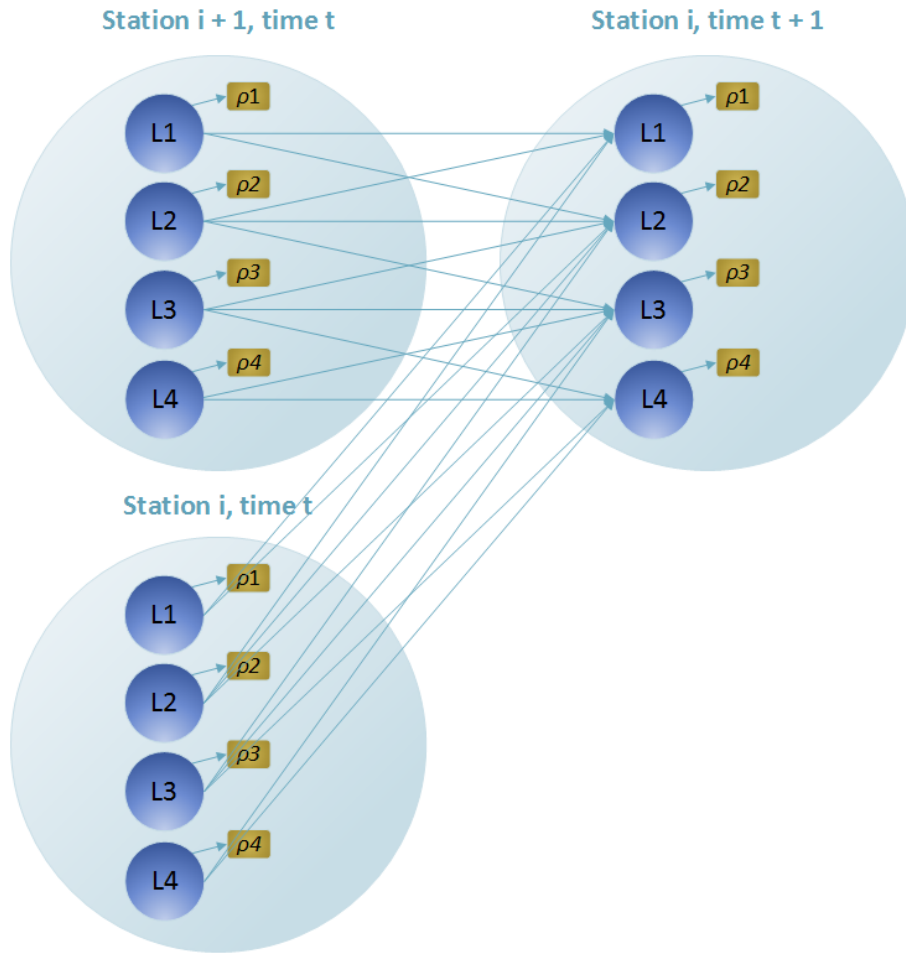 Station i + 1, time t
Station i, time t + 1
ρ1
L1
ρ2
L2
ρ3
L3
ρ4
L4
ρ1
L1
ρ2
L2
ρ3
L3
ρ4
L4
Station i, time t
ρ1
L1
ρ2
L2
ρ3
L3
ρ4
L4